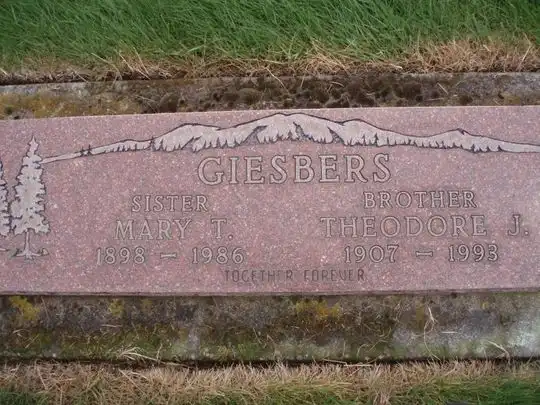 GIESBERS
SISTER BROTHER
MARY T. THEODORE J.
1898 - 1986 1907 - 1993
TOGETHER FOREVER